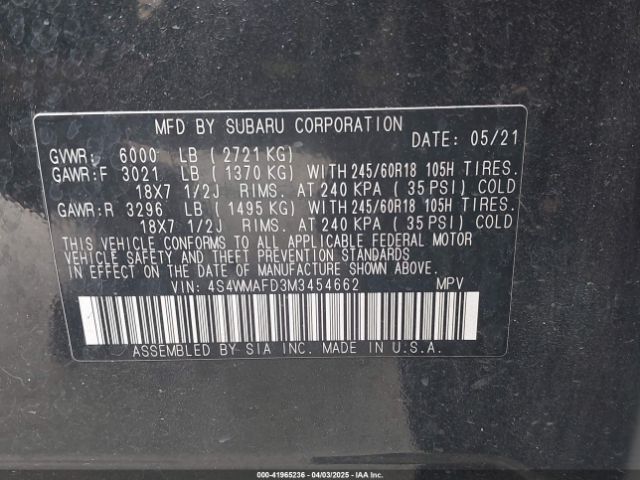 MFD BY SUBARU CORPORATION
DATE: 05/21
GVWR: 6000 LB ( 2721 KG)
GAWR:F 3021 LB ( 1370 KG) WITH 245/60R18 105H TIRES.
18X7 1/2J RIMS. AT 240 KPA ( 35 PSI) COLD
GAWR:R 3296 LB ( 1495 KG) WITH 245/60R18 105H TIRES.
18X7 1/2J RIMS. AT 240 KPA ( 35 PSI) COLD
THIS VEHICLE CONFORMS TO ALL APPLICABLE FEDERAL MOTOR
VEHICLE SAFETY AND THEFT PREVENTION STANDARDS
IN EFFECT ON THE DATE OF MANUFACTURE SHOWN ABOVE.
VIN: 4S4WMAFD3M3454662 MPV
ASSEMBLED BY SIA INC. MADE IN U.S.A.
000-41965236 - 04/03/2025 - IAA Inc.